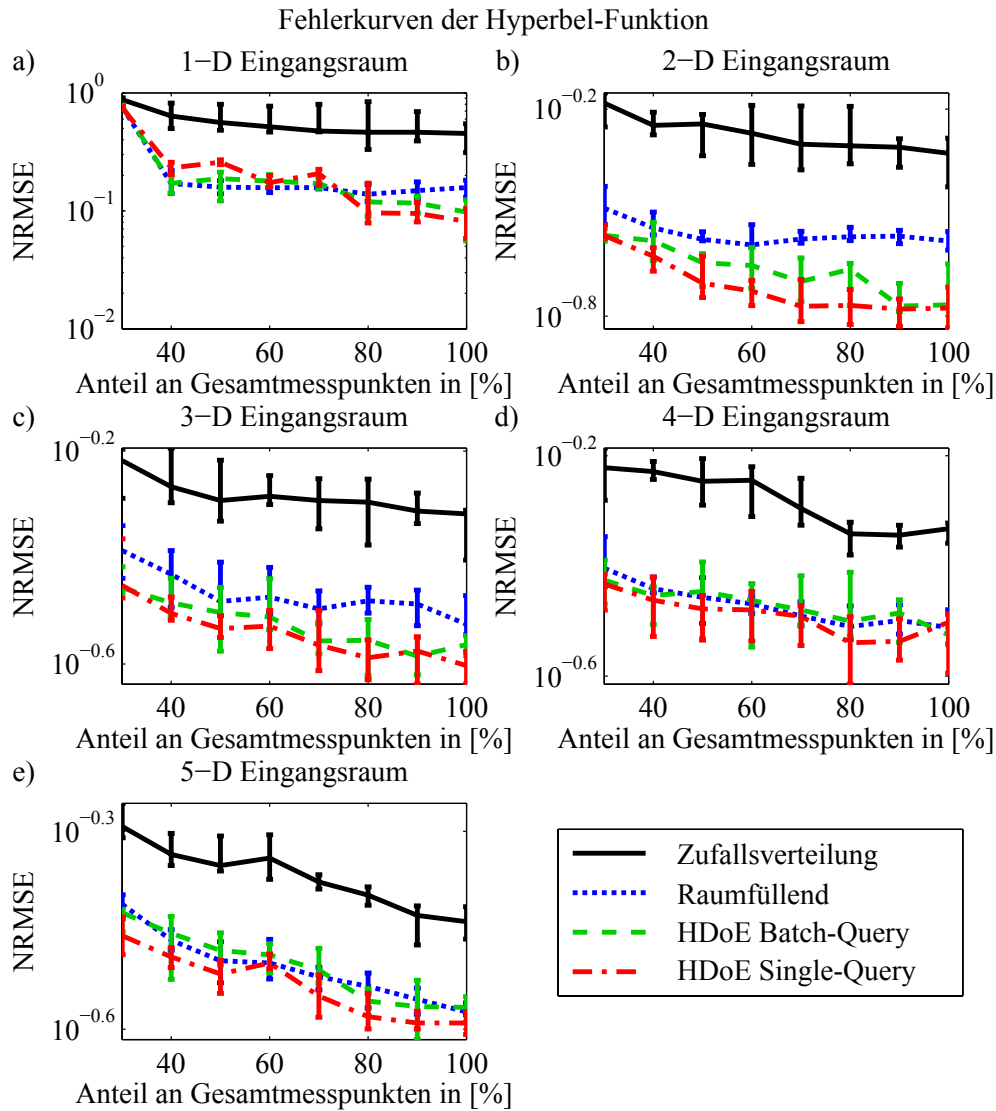 Fehlerkurven der Hyperbel-Funktion
a)
1−D Eingangsraum
10^0
10^−1
10^−2
NRMSE
40 60 80 100
Anteil an Gesamtmesspunkten in [%]
b)
2−D Eingangsraum
10^−0.2
10^−0.8
NRMSE
40 60 80 100
Anteil an Gesamtmesspunkten in [%]
c)
3−D Eingangsraum
10^−0.2
10^−0.6
NRMSE
40 60 80 100
Anteil an Gesamtmesspunkten in [%]
d)
4−D Eingangsraum
10^−0.2
10^−0.6
NRMSE
40 60 80 100
Anteil an Gesamtmesspunkten in [%]
e)
5−D Eingangsraum
10^−0.3
10^−0.6
NRMSE
40 60 80 100
Anteil an Gesamtmesspunkten in [%]
Zufallsverteilung
Raumfüllend
HDoE Batch-Query
HDoE Single-Query